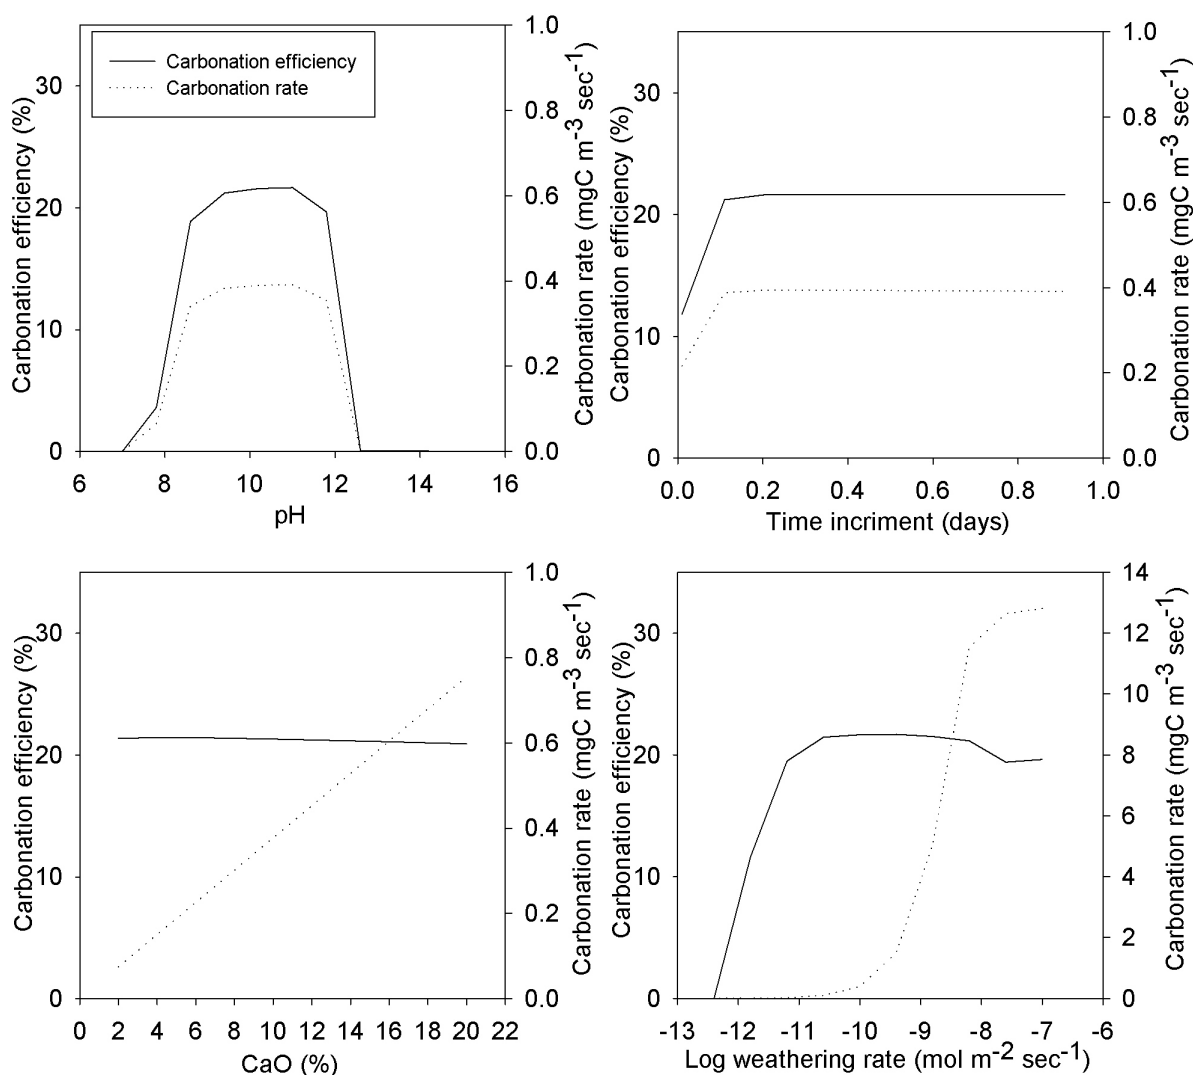 Carbonation efficiency (%)
30
20
10
0
Carbonation efficiency
Carbonation rate
1.0
0.8
0.6
0.4
0.2
0.0
Carbonation rate (mgC m-3 sec-1)
6 8 10 12 14 16
pH
Carbonation efficiency (%)
30
20
10
0
1.0
0.8
0.6
0.4
0.2
0.0
Carbonation rate (mgC m-3 sec-1)
0.0 0.2 0.4 0.6 0.8 1.0
Time incriment (days)
Carbonation efficiency (%)
30
20
10
0
1.0
0.8
0.6
0.4
0.2
0.0
Carbonation rate (mgC m-3 sec-1)
0 2 4 6 8 10 12 14 16 18 20 22
CaO (%)
Carbonation efficiency (%)
30
20
10
0
14
12
10
8
6
4
2
0
Carbonation rate (mgC m-3 sec-1)
-13 -12 -11 -10 -9 -8 -7 -6
Log weathering rate (mol m-2 sec-1)